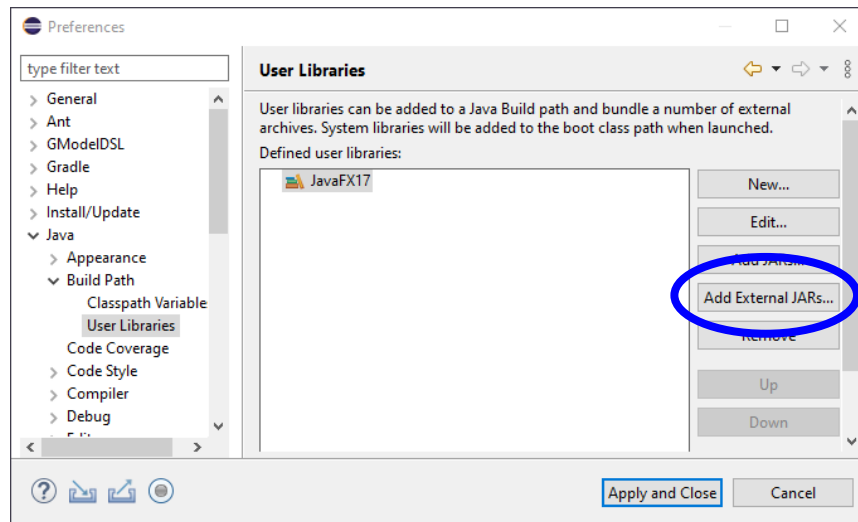 Preferences
type filter text
General
Ant
GModelDSL
Gradle
Help
Install/Update
Java
Appearance
Build Path
Classpath Variable
User Libraries
Code Coverage
Code Style
Compiler
Debug
User Libraries
User libraries can be added to a Java Build path and bundle a number of external
archives. System libraries will be added to the boot class path when launched.
Defined user libraries:
JavaFX17
New...
Edit...
Add JARs...
Add External JARs...
Remove
Up
Down
Apply and Close
Cancel